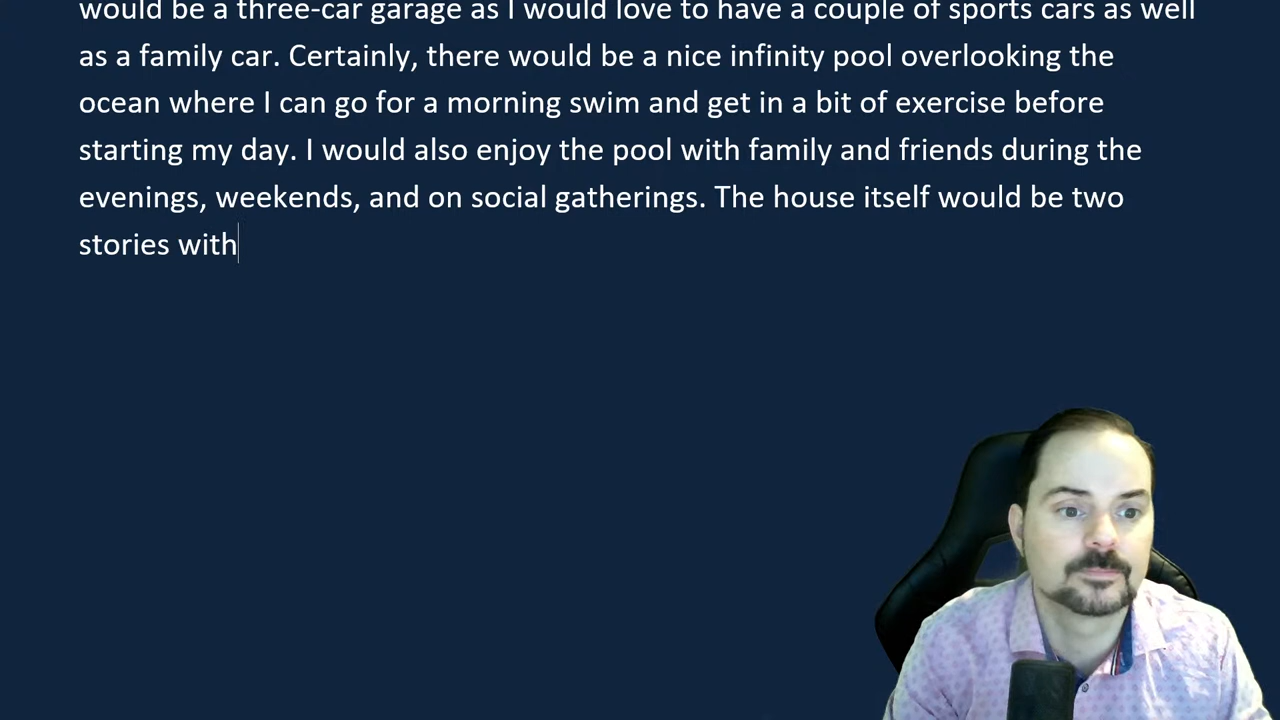 would be a three-car garage as I would love to have a couple of sports cars as well
as a family car. Certainly, there would be a nice infinity pool overlooking the
ocean where I can go for a morning swim and get in a bit of exercise before
starting my day. I would also enjoy the pool with family and friends during the
evenings, weekends, and on social gatherings. The house itself would be two
stories with